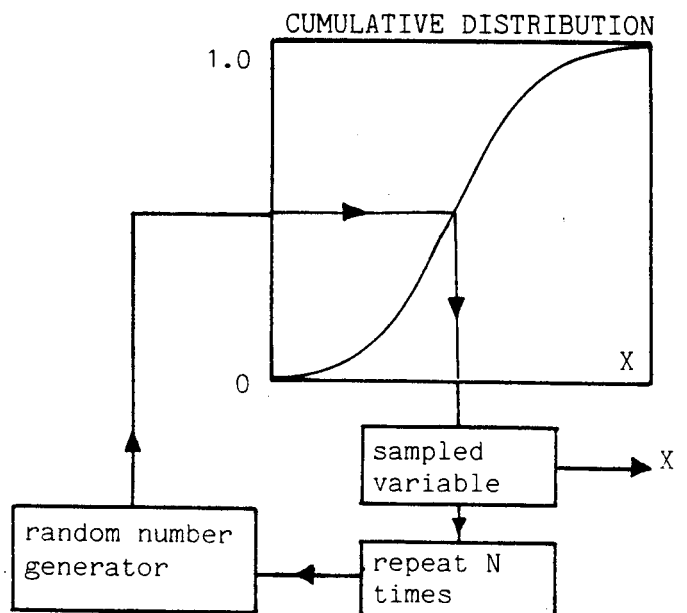 CUMULATIVE DISTRIBUTION
1.0
0
X
sampled
variable
X
random number
generator
repeat N
times